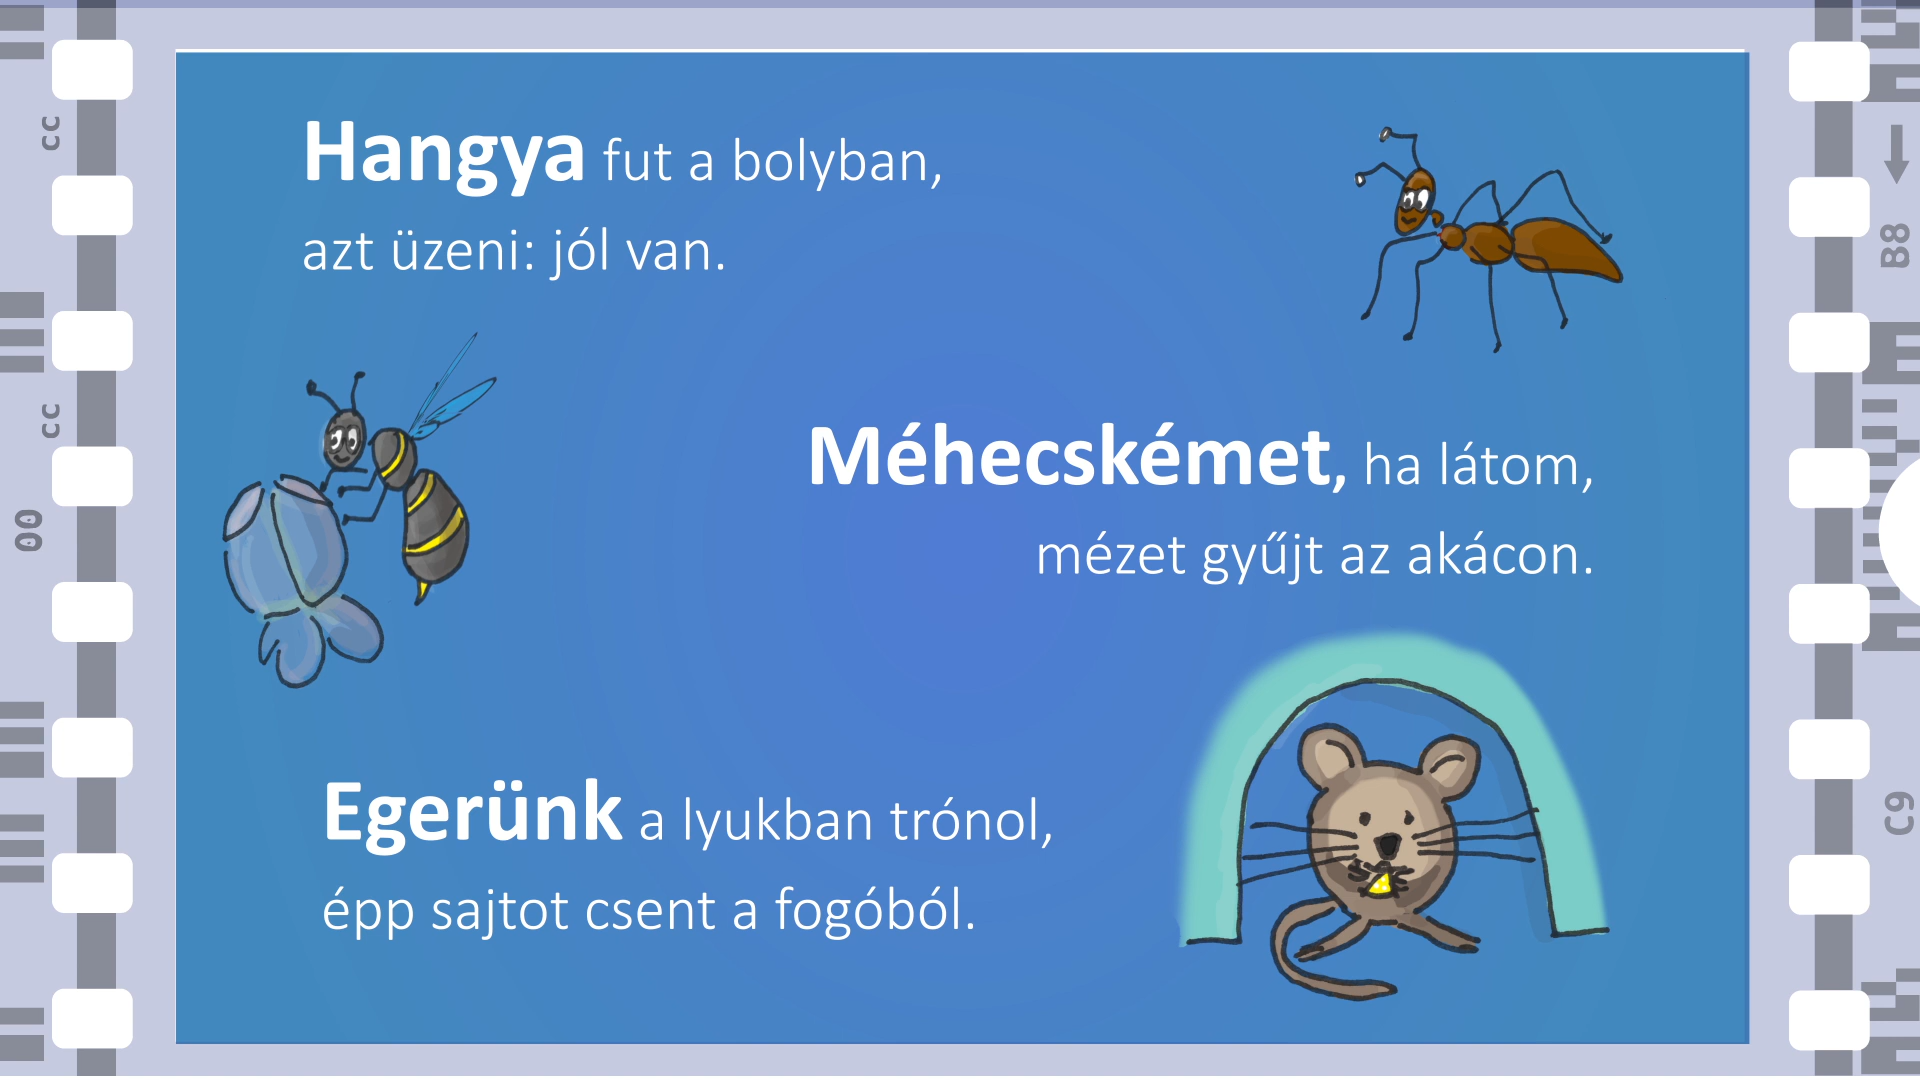 Hangya fut a bolyban,
azt üzeni: jól van.
Méhecskémet, ha látom,
mézet gyűjt az akácon.
Egerünk a lyukban trónol,
épp sajtot csent a fogóból.
cc
cc
00
B8
C9